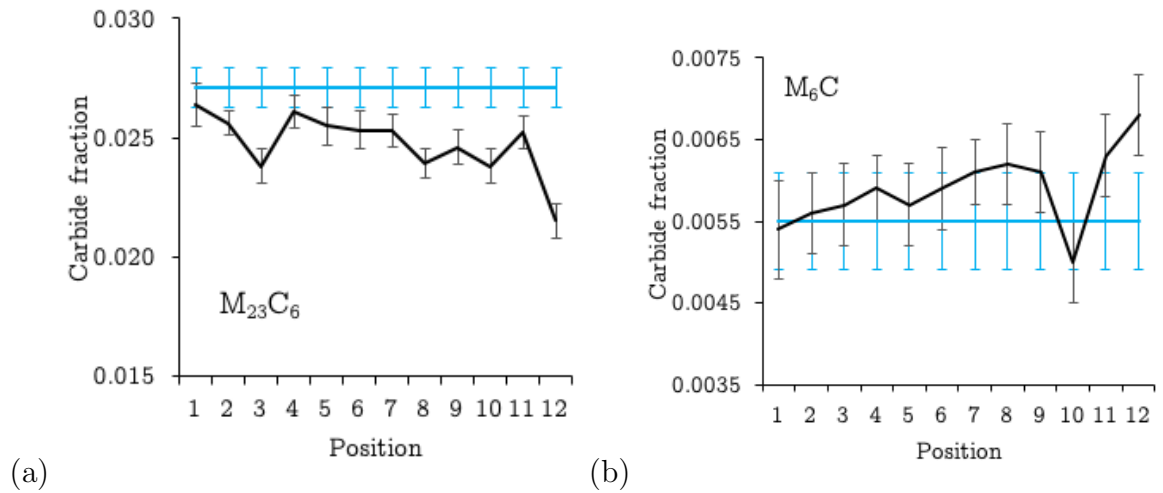 0.030
0.025
0.020
0.015
Carbide fraction
M₂₃C₆
1 2 3 4 5 6 7 8 9 10 11 12
Position
(a)
0.0075
0.0065
0.0055
0.0045
0.0035
Carbide fraction
M₆C
1 2 3 4 5 6 7 8 9 10 11 12
Position
(b)